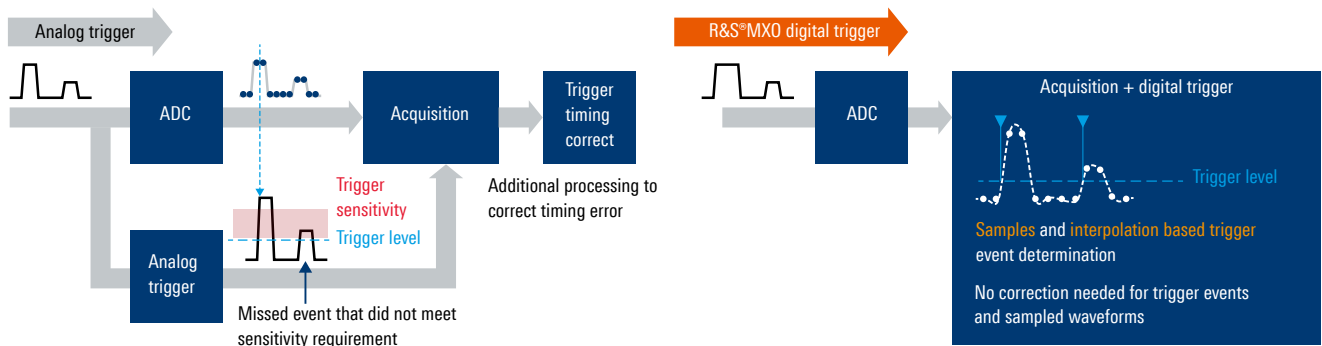 Analog trigger
ADC
Acquisition
Trigger
timing
correct
Additional processing to
correct timing error
Trigger
sensitivity
Trigger level
Analog
trigger
Missed event that did not meet
sensitivity requirement
R&S®MXO digital trigger
ADC
Acquisition + digital trigger
Trigger level
Samples and interpolation based trigger
event determination
No correction needed for trigger events
and sampled waveforms